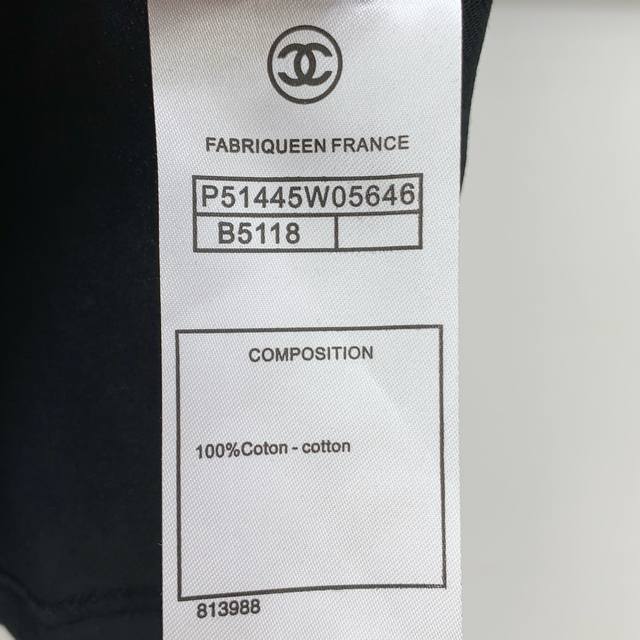 FABRIQUEEN FRANCE
P51445W05646
B5118
COMPOSITION
100%Coton - cotton
813988